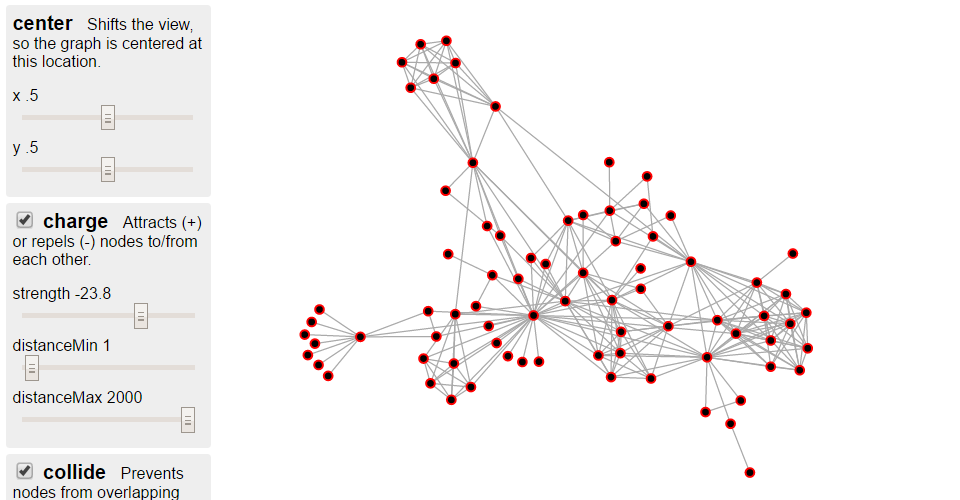 center Shifts the view,
so the graph is centered at
this location.
x .5
y .5
charge Attracts (+)
or repels (-) nodes to/from
each other.
strength -23.8
distanceMin 1
distanceMax 2000
collide Prevents
nodes from overlapping